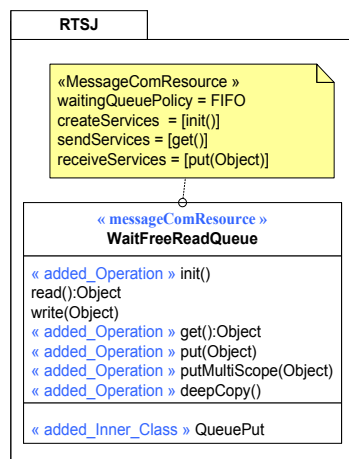 RTSJ
«MessageComResource »
waitingQueuePolicy = FIFO
createServices  = [init()]
sendServices = [get()]
receiveServices = [put(Object)]
« messageComResource »
WaitFreeReadQueue
« added_Operation » init()
read():Object
write(Object)
« added_Operation » get():Object
« added_Operation » put(Object)
« added_Operation » putMultiScope(Object)
« added_Operation » deepCopy()
« added_Inner_Class » QueuePut